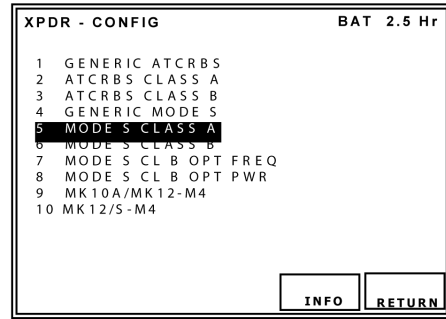 XPDR - CONFIG BAT 2.5 Hr
1 GENERIC ATCRBS
2 ATCRBS CLASS A
3 ATCRBS CLASS B
4 GENERIC MODE S
5 MODE S CLASS A
6 MODE S CLASS B
7 MODE S CL B OPT FREQ
8 MODE S CL B OPT PWR
9 MK10A/MK12-M4
10 MK12/S-M4
INFO RETURN